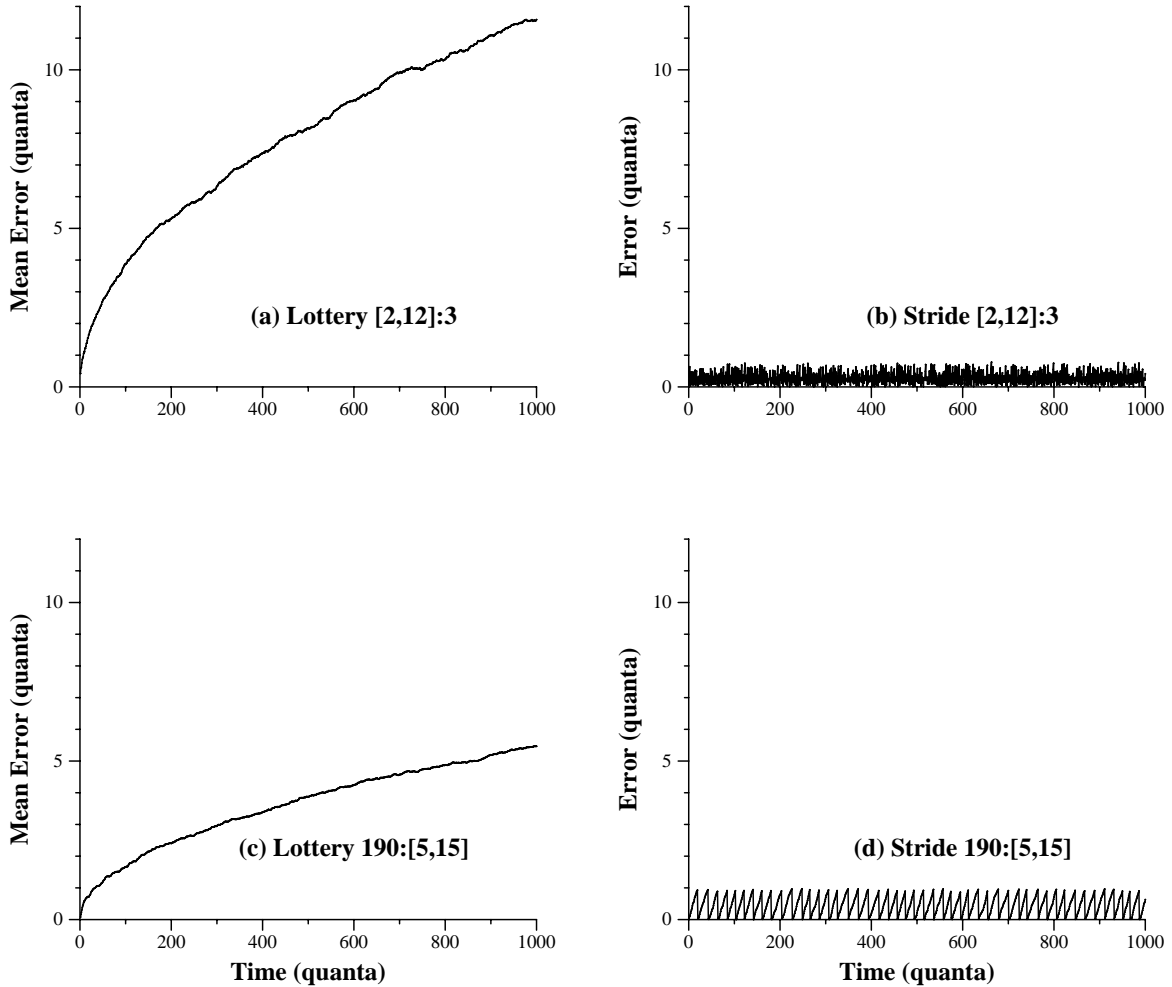 Mean Error (quanta)
10
5
0
0 200 400 600 800 1000
(a) Lottery [2,12]:3
Error (quanta)
10
5
0
0 200 400 600 800 1000
(b) Stride [2,12]:3
Mean Error (quanta)
10
5
0
0 200 400 600 800 1000
(c) Lottery 190:[5,15]
Time (quanta)
Error (quanta)
10
5
0
0 200 400 600 800 1000
(d) Stride 190:[5,15]
Time (quanta)